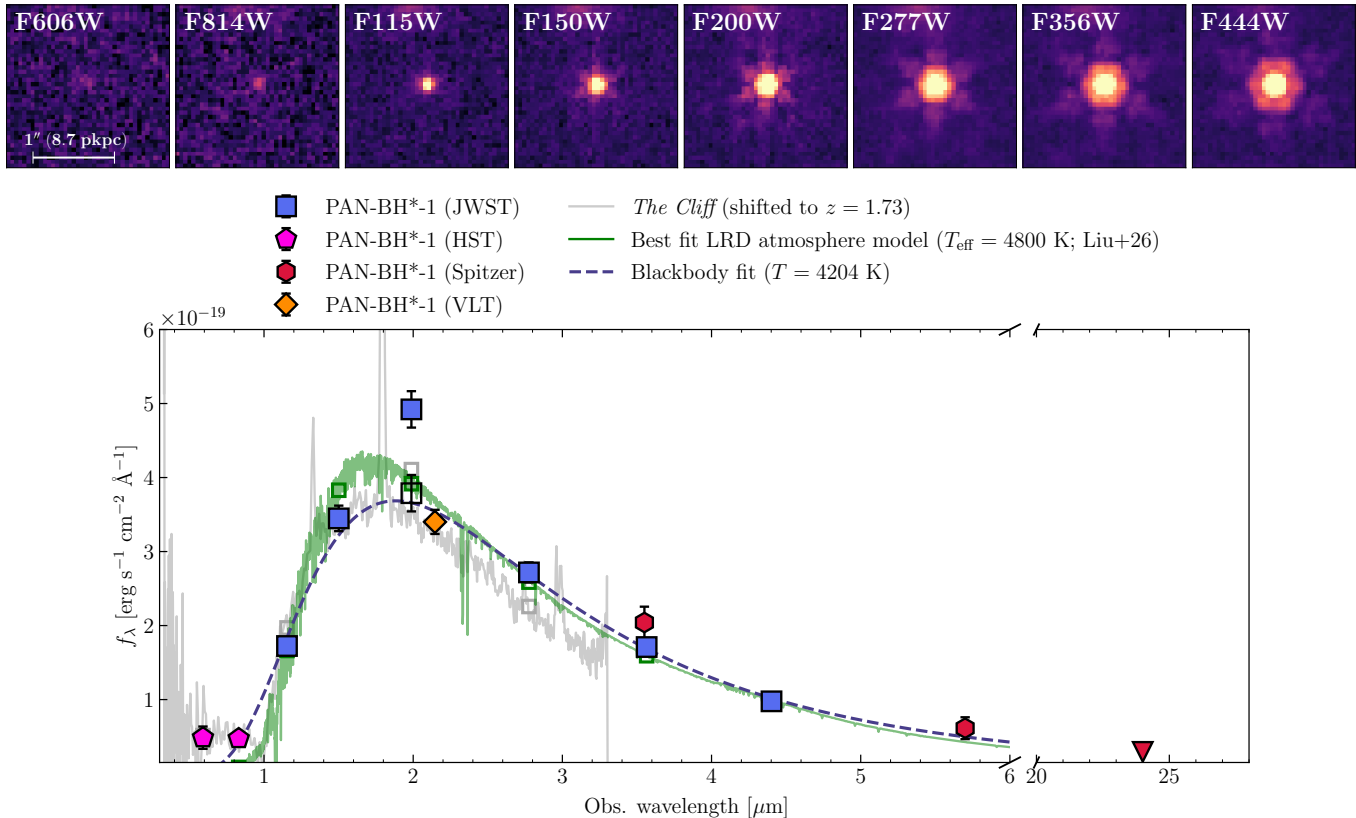 F606W
F814W
F115W
F150W
F200W
F277W
F356W
F444W
1″ (8.7 pkpc)
PAN-BH*-1 (JWST)
PAN-BH*-1 (HST)
PAN-BH*-1 (Spitzer)
PAN-BH*-1 (VLT)
The Cliff (shifted to z = 1.73)
Best fit LRD atmosphere model (T_eff = 4800 K; Liu+26)
Blackbody fit (T = 4204 K)
×10⁻¹⁹
6
5
4
3
2
1
f_λ [erg s⁻¹ cm⁻² Å⁻¹]
1 2 3 4 5 6 20 25
Obs. wavelength [μm]